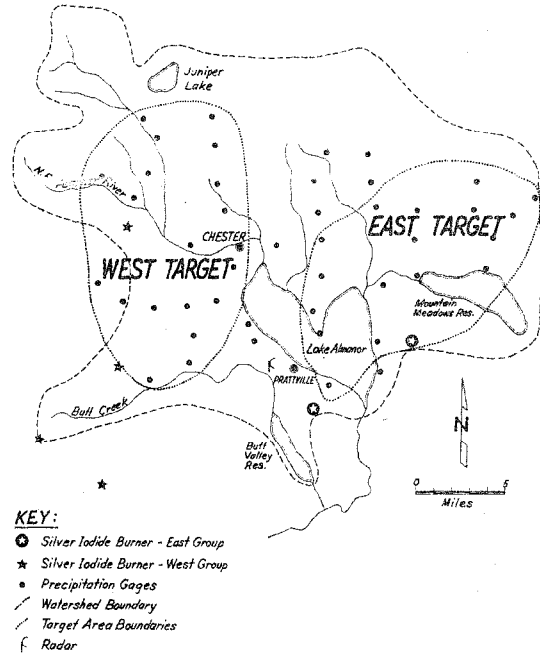 Juniper
Lake
N.F. Feather River
CHESTER
EAST TARGET
WEST TARGET
Mountain
Meadows Res.
Lake Almanor
PRATTVILLE
Butt Creek
Butt
Valley
Res.
N
0 5
Miles
KEY:
Silver Iodide Burner - East Group
Silver Iodide Burner - West Group
Precipitation Gages
Watershed Boundary
Target Area Boundaries
Radar